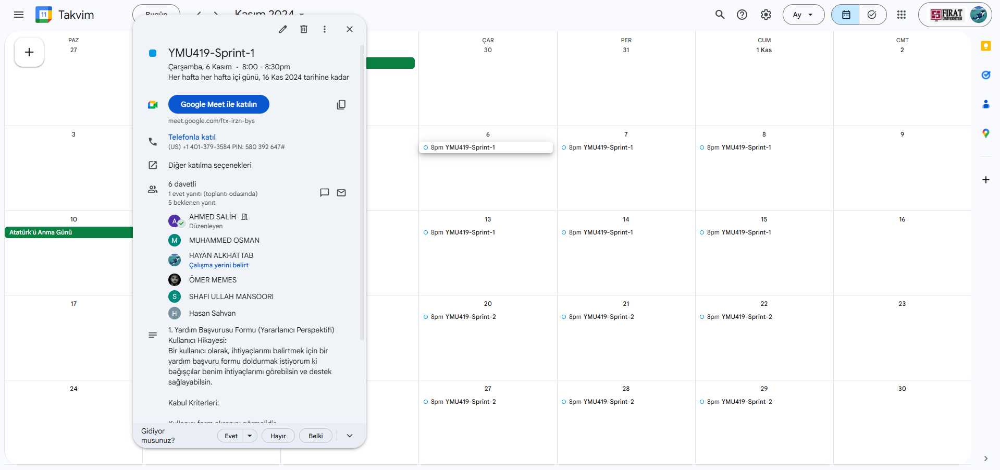 11 Takvim
Bugün
Kasım 2024
Ay
FIRAT
ÜNİVERSİTESİ
PAZ
27
ÇAR
30
PER
31
CUM
1 Kas
CMT
2
YMU419-Sprint-1
Çarşamba, 6 Kasım • 8:00 - 8:30pm
Her hafta her hafta içi günü, 16 Kas 2024 tarihine kadar
Google Meet ile katılın
meet.google.com/ftx-irzn-bys
Telefonla katıl
(US) +1 401-379-3584 PIN: 580 392 647#
Diğer katılma seçenekleri
6 davetli
1 evet yanıtı (toplantı odasında)
5 beklenen yanıt
A AHMED SALİH
Düzenleyen
M MUHAMMED OSMAN
HAYAN ALKHATTAB
Çalışma yerini belirt
ÖMER MEMES
S SHAFI ULLAH MANSOORI
H Hasan Sahvan
1. Yardım Başvurusu Formu (Yararlanıcı Perspektifi)
Kullanıcı Hikayesi:
Bir kullanıcı olarak, ihtiyaçlarımı belirtmek için bir
yardım başvuru formu doldurmak istiyorum ki
bağışçılar benim ihtiyaçlarımı görebilsin ve destek
sağlayabilsin.
Kabul Kriterleri:
Kullanıcı form ekranını görmelidir
Gidiyor
musunuz?
Evet
Hayır
Belki
3
6
8pm YMU419-Sprint-1
7
8pm YMU419-Sprint-1
8
8pm YMU419-Sprint-1
9
10
Atatürk'ü Anma Günü
13
8pm YMU419-Sprint-1
14
8pm YMU419-Sprint-1
15
8pm YMU419-Sprint-1
16
17
20
8pm YMU419-Sprint-2
21
8pm YMU419-Sprint-2
22
8pm YMU419-Sprint-2
23
24
27
8pm YMU419-Sprint-2
28
8pm YMU419-Sprint-2
29
8pm YMU419-Sprint-2
30